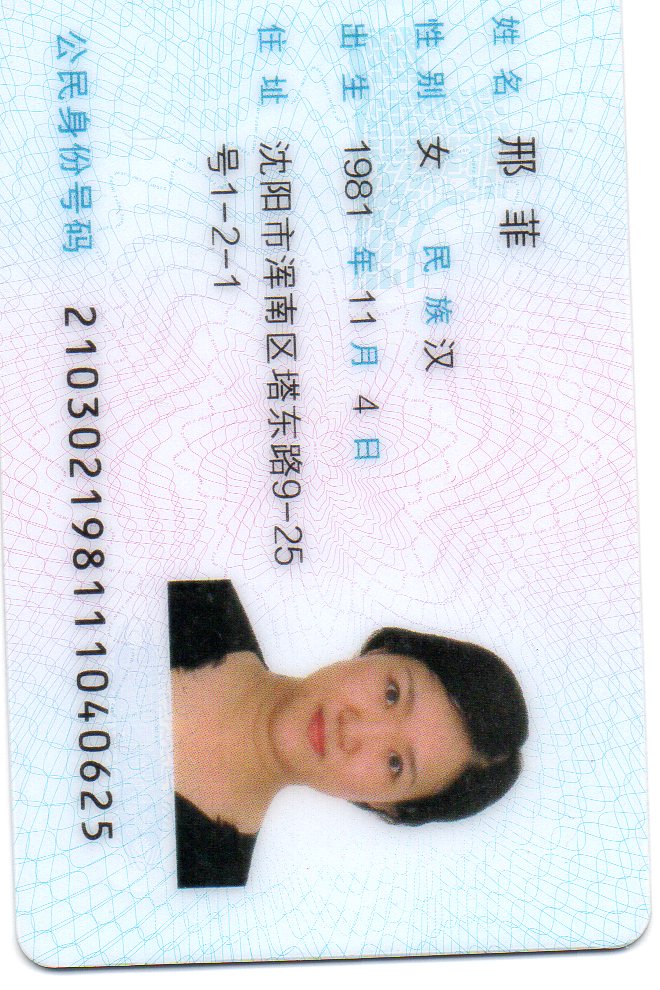 姓名 邢菲
性别 女 民族 汉
出生 1981 年 11 月 4 日
住址 沈阳市浑南区塔东路9-25
号1-2-1
公民身份号码 210302198111040625